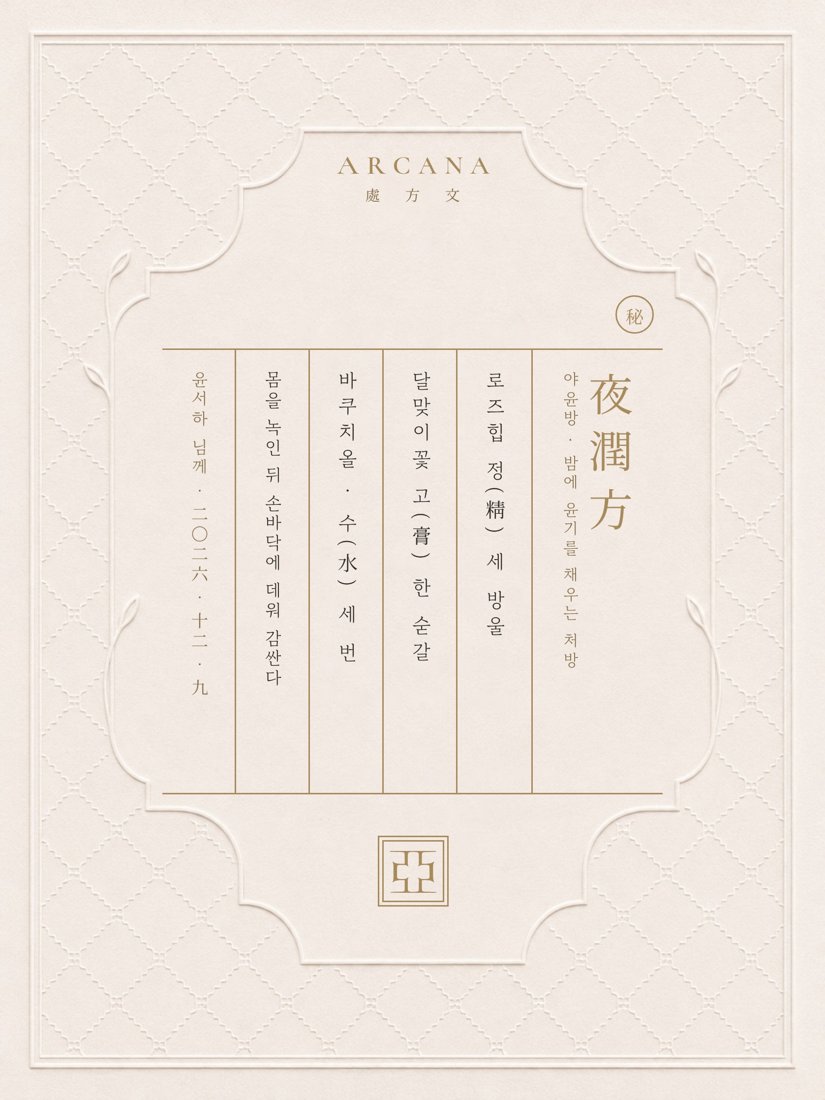 ARCANA
處方文
秘
夜潤方
야윤방 · 밤에 윤기를 채우는 처방
로즈힙 정(精) 세 방울
달맞이꽃 고(膏) 한 숟갈
바쿠치올 · 수(水) 세 번
몸을 녹인 뒤 손바닥에 데워 감싼다
윤서하 님께 · 二〇二六 · 十二 · 九
亞